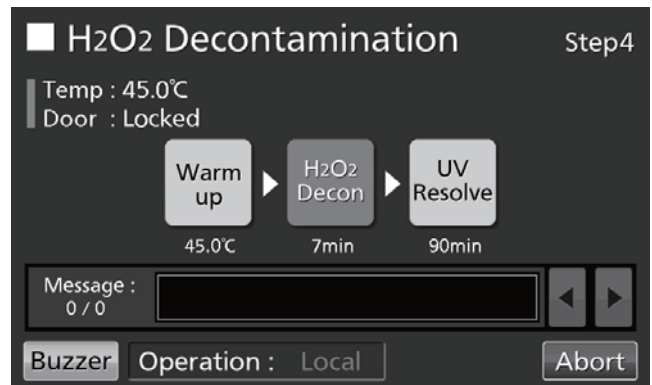 H2O2 Decontamination Step4
Temp : 45.0℃
Door : Locked
Warm up
H2O2 Decon
UV Resolve
45.0℃ 7min 90min
Message :
0 / 0
Buzzer Operation : Local Abort